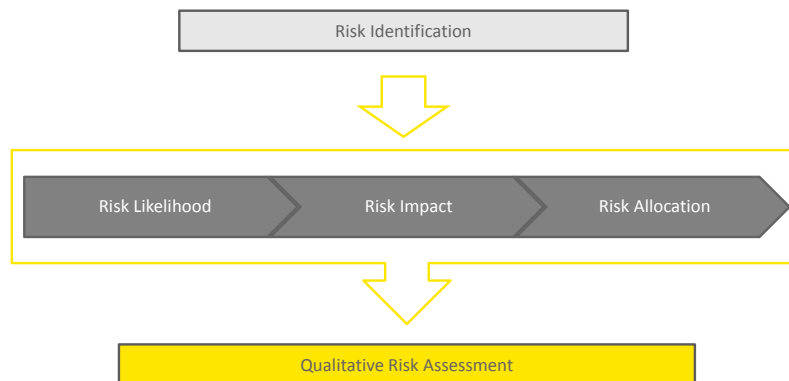 Risk Identification
Risk Likelihood
Risk Impact
Risk Allocation
Qualitative Risk Assessment